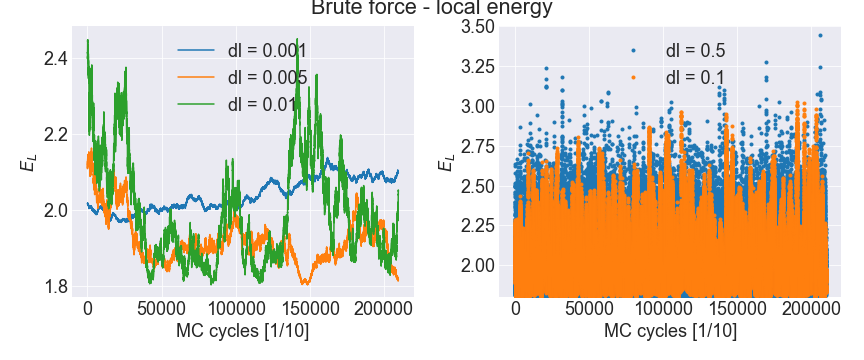 Brute force - local energy
dl = 0.001
dl = 0.005
dl = 0.01
2.4
2.2
2.0
1.8
E_L
0
50000
100000
150000
200000
MC cycles [1/10]
dl = 0.5
dl = 0.1
3.50
3.25
3.00
2.75
2.50
2.25
2.00
E_L
0
50000
100000
150000
200000
MC cycles [1/10]